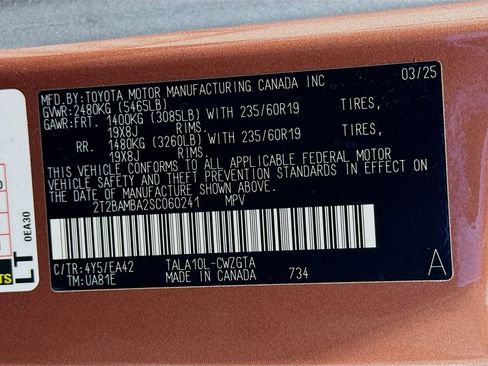 MFD.BY:TOYOTA MOTOR MANUFACTURING CANADA INC 03/25
GVWR:2480KG (5465LB)
GAWR:FRT. 1400KG (3085LB) WITH 235/60R19 TIRES,
19X8J RIMS.
RR. 1480KG (3260LB) WITH 235/60R19 TIRES,
19X8J RIMS.
THIS VEHICLE CONFORMS TO ALL APPLICABLE FEDERAL MOTOR
VEHICLE SAFETY AND THEFT PREVENTION STANDARDS IN EFFECT ON
THE DATE OF MANUFACTURE SHOWN ABOVE.
2T2BAMBA2SC060241 MPV
C/TR:4Y5/EA42 TALA10L-CWZGTA
TM:UA81E MADE IN CANADA 734 A
LT
0EA30
TS